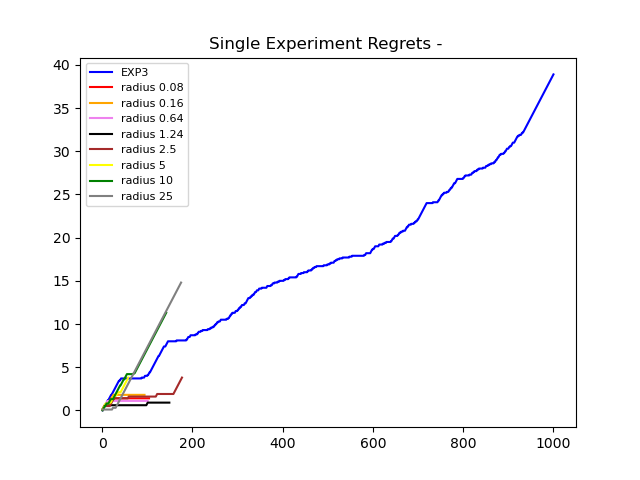 Single Experiment Regrets -
40
35
30
25
20
15
10
5
0
EXP3
radius 0.08
radius 0.16
radius 0.64
radius 1.24
radius 2.5
radius 5
radius 10
radius 25
0 200 400 600 800 1000